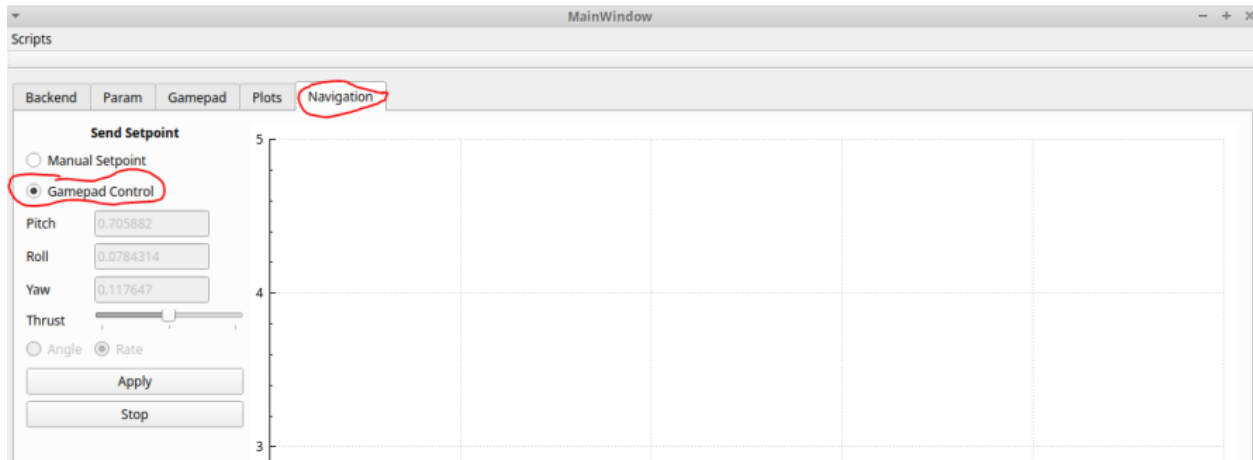 MainWindow
Scripts
Backend Param Gamepad Plots Navigation
Send Setpoint
Manual Setpoint
Gamepad Control
Pitch 0.705882
Roll 0.0784314
Yaw 0.117647
Thrust
Angle Rate
Apply
Stop
5
4
3